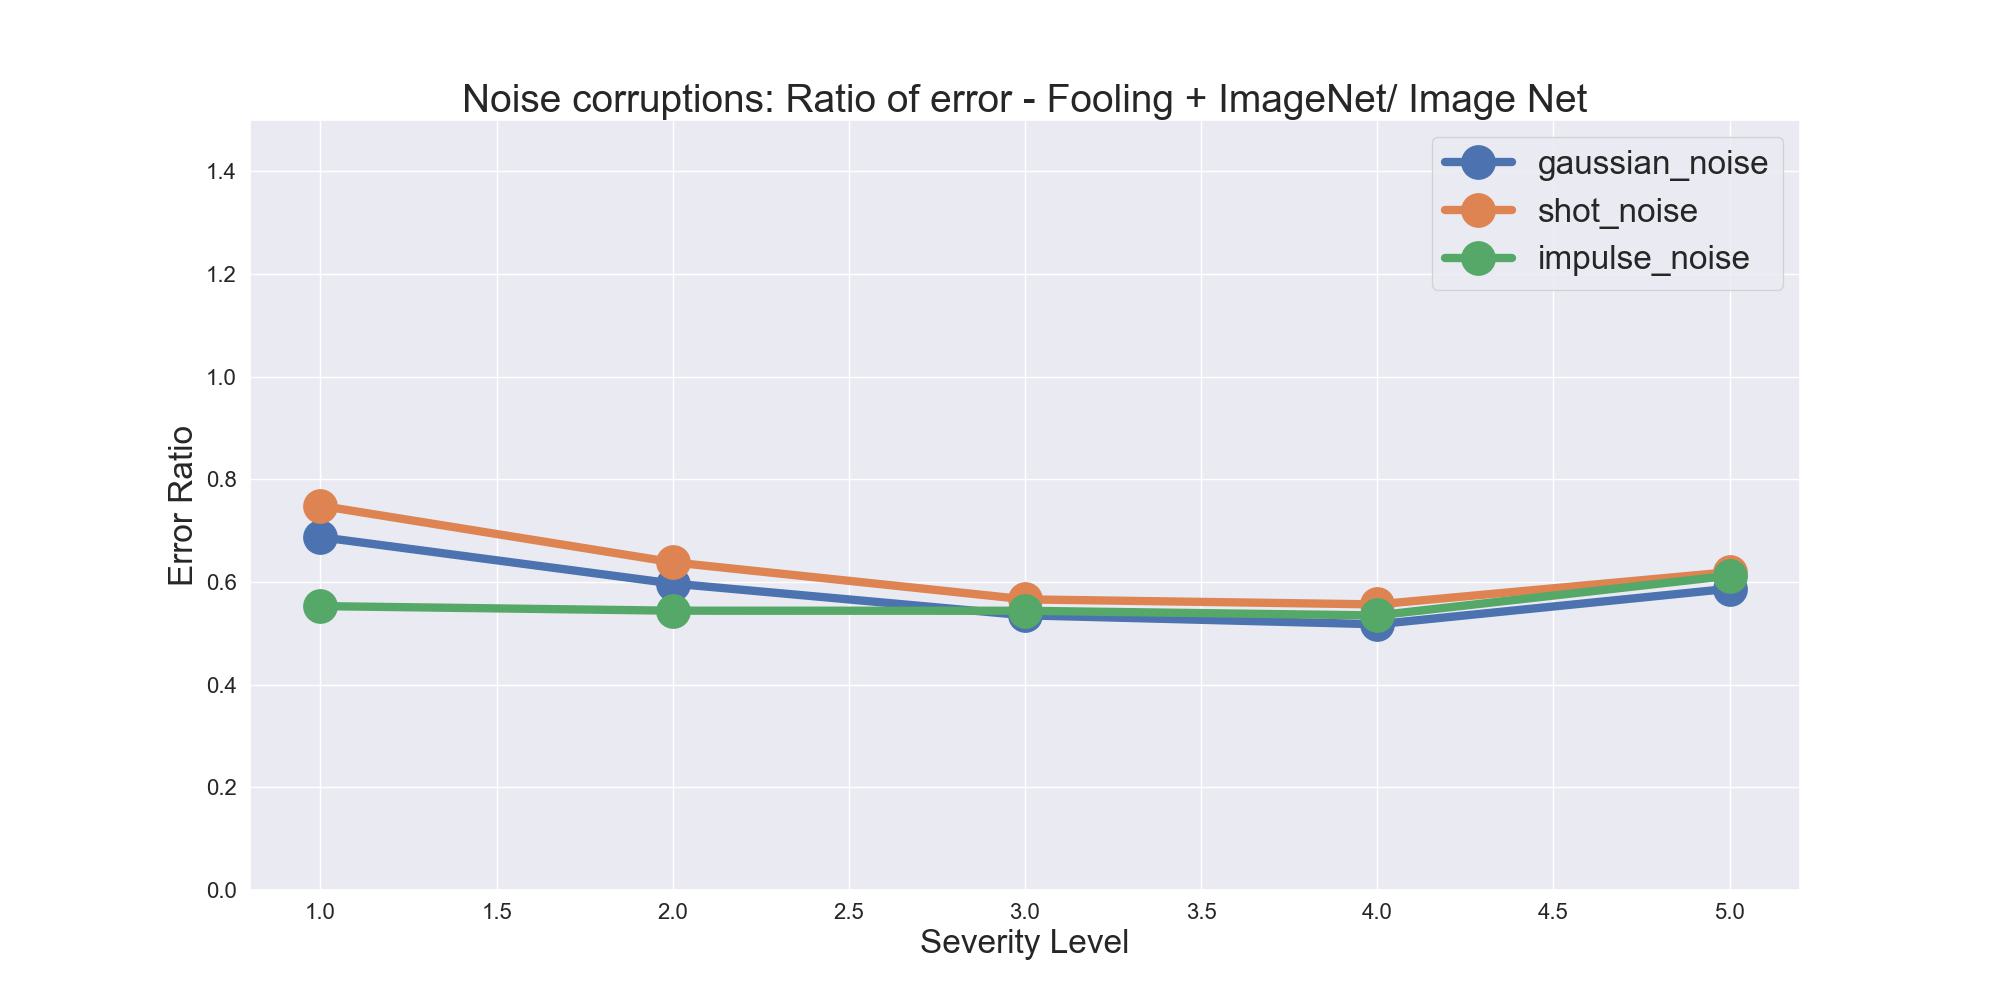 Noise corruptions: Ratio of error - Fooling + ImageNet/ Image Net
gaussian_noise
shot_noise
impulse_noise
Error Ratio
1.4
1.2
1.0
0.8
0.6
0.4
0.2
0.0
1.0 1.5 2.0 2.5 3.0 3.5 4.0 4.5 5.0
Severity Level